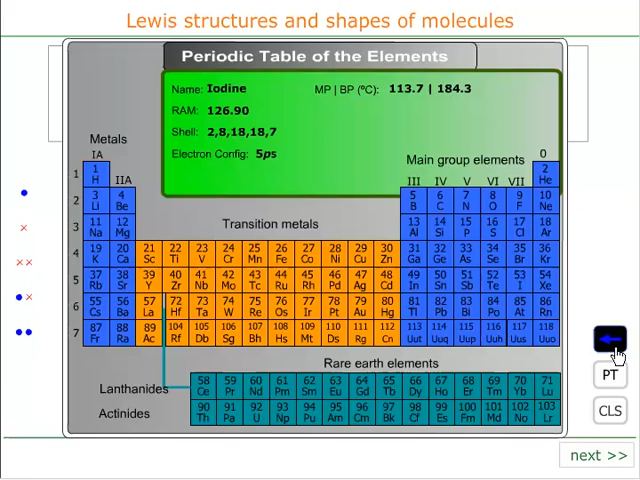 Lewis structures and shapes of molecules
Periodic Table of the Elements
Name: Iodine MP | BP (ºC): 113.7 | 184.3
RAM: 126.90
Shell: 2,8,18,18,7
Electron Config: 5ps
Metals
Main group elements
IA IIA III IV V VI VII 0
1 1 H 2 He
2 3 Li 4 Be 5 B 6 C 7 N 8 O 9 F 10 Ne
Transition metals
3 11 Na 12 Mg 13 Al 14 Si 15 P 16 S 17 Cl 18 Ar
4 19 K 20 Ca 21 Sc 22 Ti 23 V 24 Cr 25 Mn 26 Fe 27 Co 28 Ni 29 Cu 30 Zn 31 Ga 32 Ge 33 As 34 Se 35 Br 36 Kr
5 37 Rb 38 Sr 39 Y 40 Zr 41 Nb 42 Mo 43 Tc 44 Ru 45 Rh 46 Pd 47 Ag 48 Cd 49 In 50 Sn 51 Sb 52 Te 53 I 54 Xe
6 55 Cs 56 Ba 57 La 72 Hf 73 Ta 74 W 75 Re 76 Os 77 Ir 78 Pt 79 Au 80 Hg 81 Tl 82 Pb 83 Bi 84 Po 85 At 86 Rn
7 87 Fr 88 Ra 89 Ac 104 Rf 105 Db 106 Sg 107 Bh 108 Hs 109 Mt 110 Ds 111 Rg 112 Cn 113 Uut 114 Uuq 115 Uup 116 Uuh 117 Uus 118 Uuo
Rare earth elements
Lanthanides 58 Ce 59 Pr 60 Nd 61 Pm 62 Sm 63 Eu 64 Gd 65 Tb 66 Dy 67 Ho 68 Er 69 Tm 70 Yb 71 Lu
Actinides 90 Th 91 Pa 92 U 93 Np 94 Pu 95 Am 96 Cm 97 Bk 98 Cf 99 Es 100 Fm 101 Md 102 No 103 Lr
PT
CLS
next >>